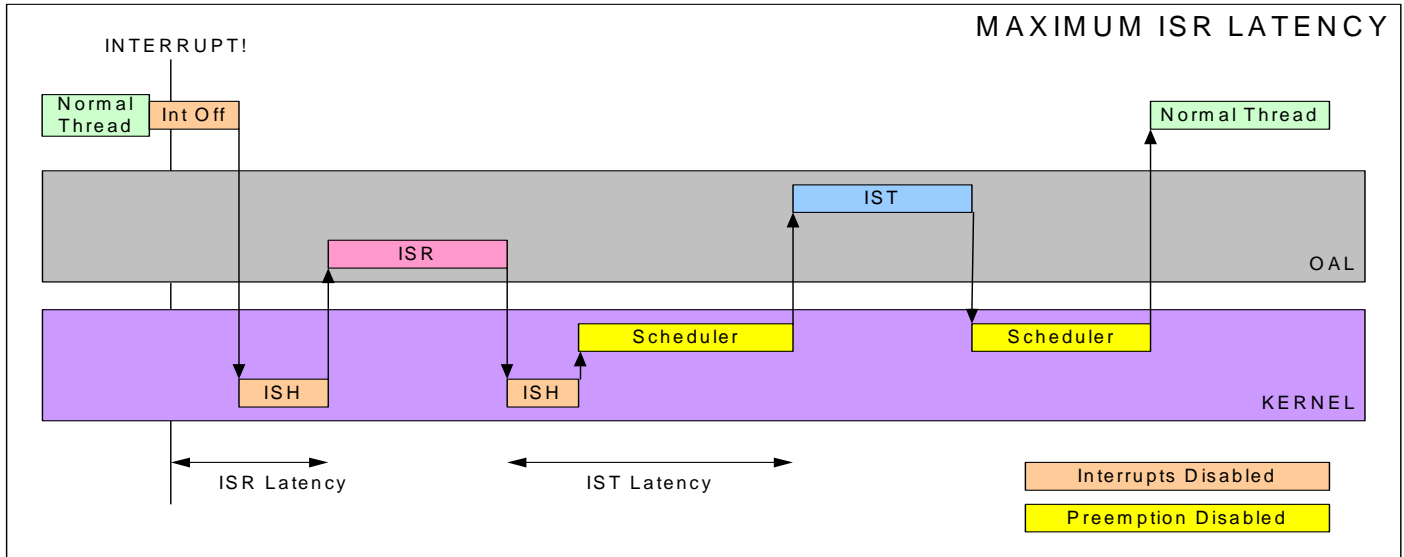 MAXIMUM ISR LATENCY
INTERRUPT!
Normal
Thread
Int Off
Normal Thread
IST
ISR
OAL
Scheduler
Scheduler
ISH
ISH
KERNEL
ISR Latency
IST Latency
Interrupts Disabled
Preemption Disabled